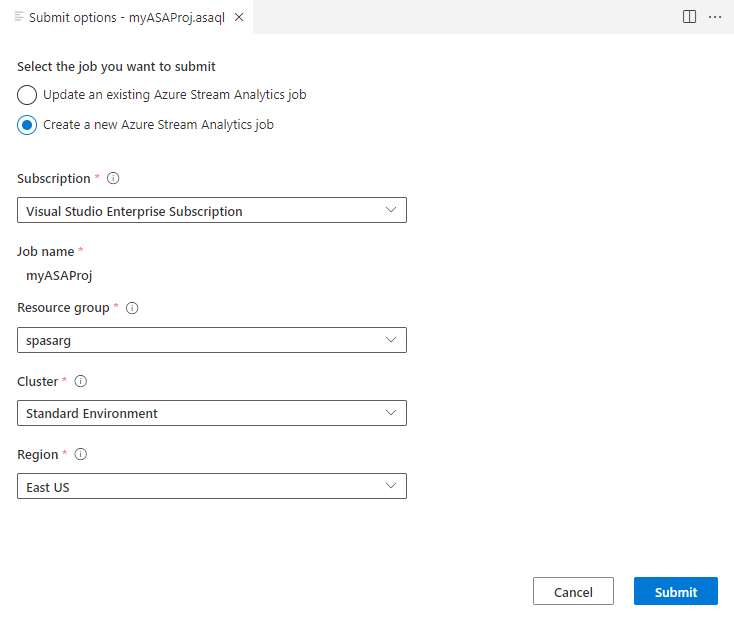 Submit options - myASAProj.asaql
Select the job you want to submit
Update an existing Azure Stream Analytics job
Create a new Azure Stream Analytics job
Subscription *
Visual Studio Enterprise Subscription
Job name *
myASAProj
Resource group *
spasarg
Cluster *
Standard Environment
Region *
East US
Cancel Submit